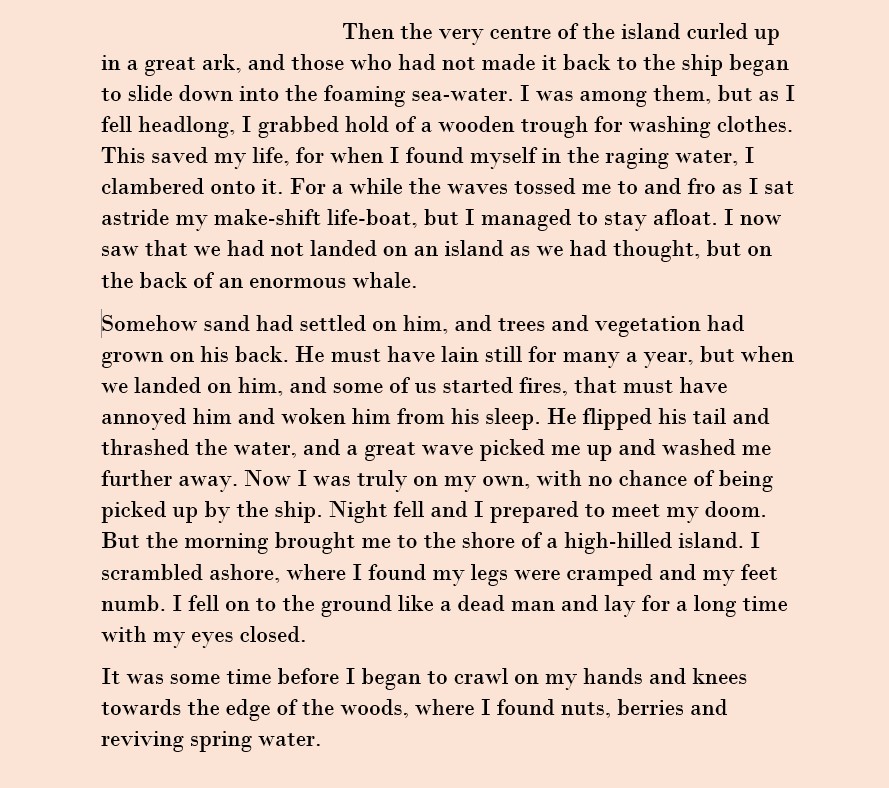 Then the very centre of the island curled up
in a great ark, and those who had not made it back to the ship began
to slide down into the foaming sea-water. I was among them, but as I
fell headlong, I grabbed hold of a wooden trough for washing clothes.
This saved my life, for when I found myself in the raging water, I
clambered onto it. For a while the waves tossed me to and fro as I sat
astride my make-shift life-boat, but I managed to stay afloat. I now
saw that we had not landed on an island as we had thought, but on
the back of an enormous whale.
Somehow sand had settled on him, and trees and vegetation had
grown on his back. He must have lain still for many a year, but when
we landed on him, and some of us started fires, that must have
annoyed him and woken him from his sleep. He flipped his tail and
thrashed the water, and a great wave picked me up and washed me
further away. Now I was truly on my own, with no chance of being
picked up by the ship. Night fell and I prepared to meet my doom.
But the morning brought me to the shore of a high-hilled island. I
scrambled ashore, where I found my legs were cramped and my feet
numb. I fell on to the ground like a dead man and lay for a long time
with my eyes closed.
It was some time before I began to crawl on my hands and knees
towards the edge of the woods, where I found nuts, berries and
reviving spring water.